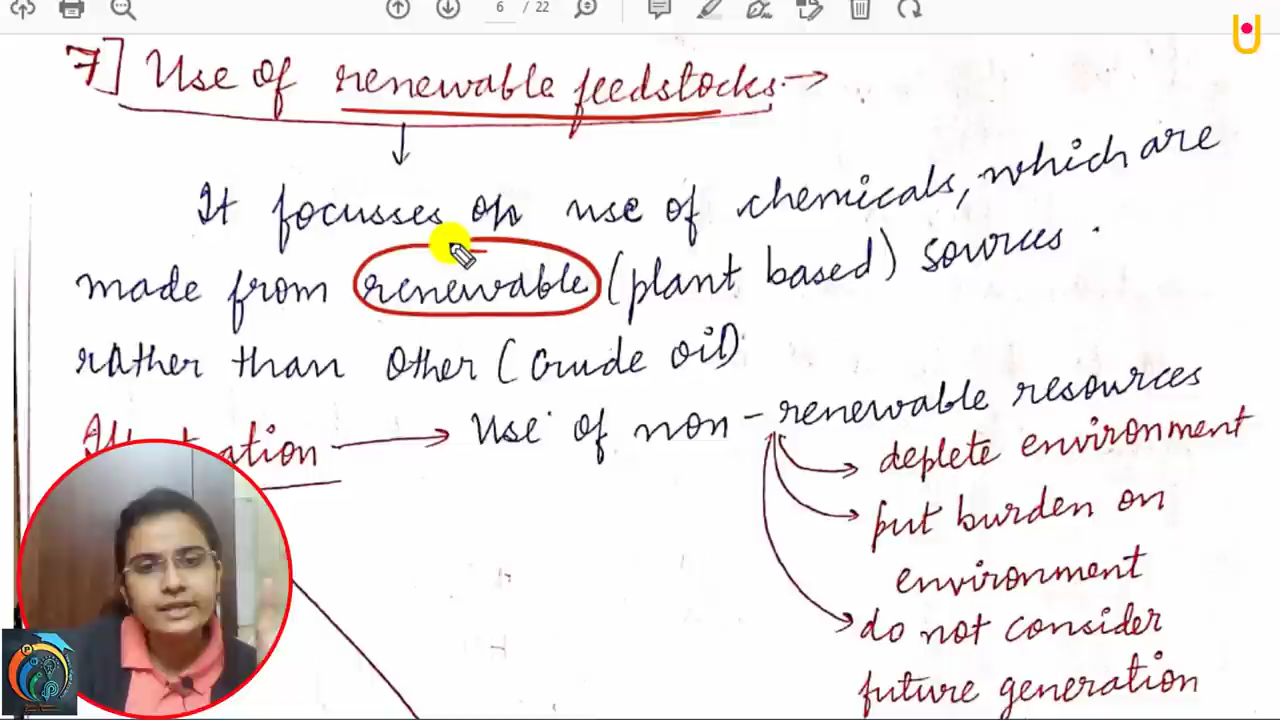 6 / 22
7] Use of renewable feedstocks →
It focusses on use of chemicals, which are
made from renewable (plant based) sources.
rather than other (Crude oil)
Use of non - renewable resources
deplete environment
put burden on
environment
do not consider
future generation